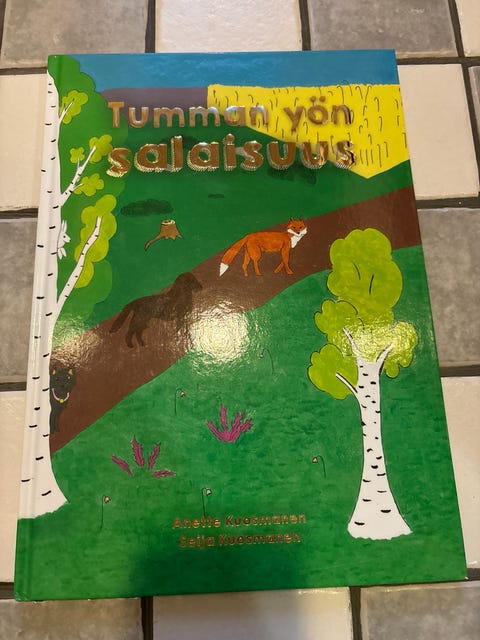 Tumman yön
salaisuus
Anette Kuosmanen
Seija Kuosmanen